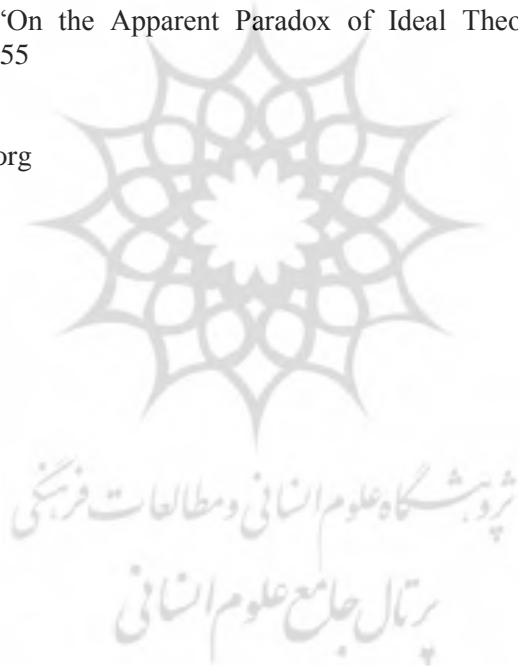 “On the Apparent Paradox of Ideal Theo
55
org
پژوهشگاه علوم انسانی و مطالعات فرهنگی
پرتال جامع علوم انسانی